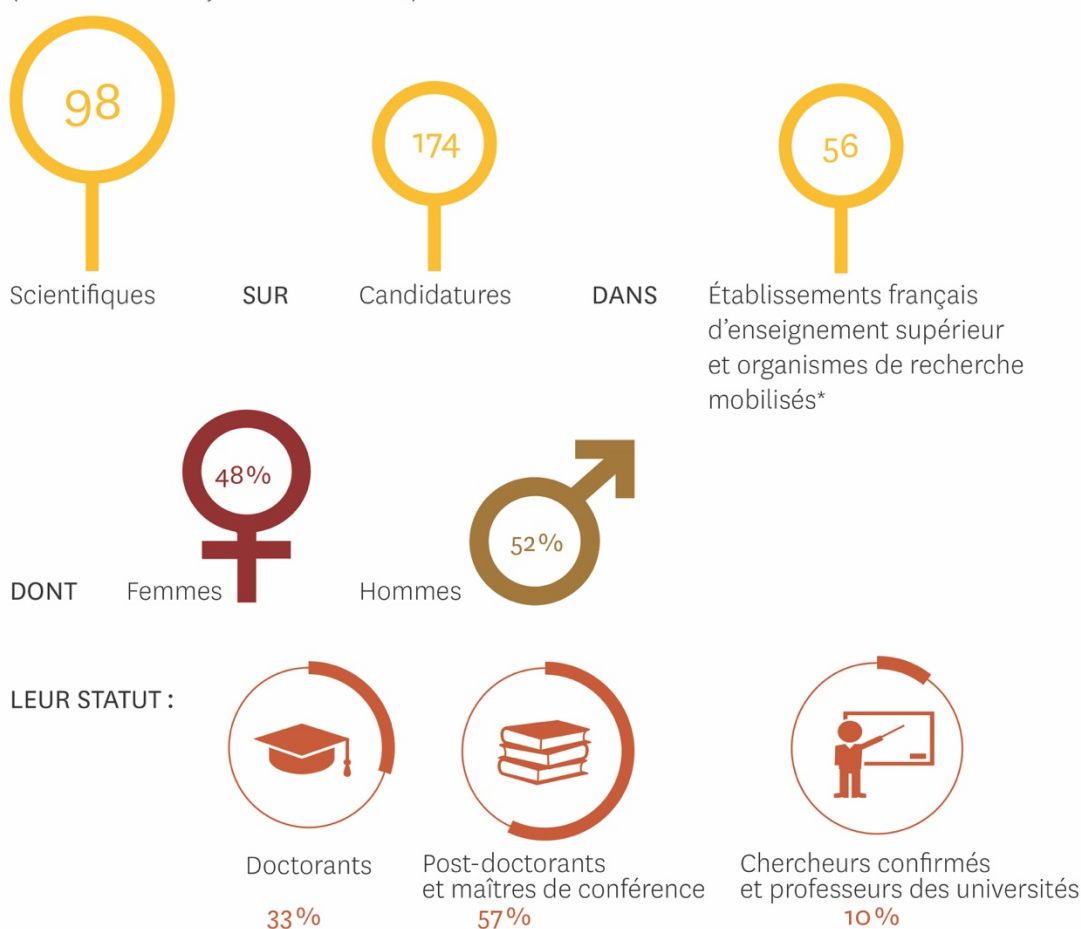 98
174
56
Scientifiques
SUR
Candidatures
DANS
Établissements français
d'enseignement supérieur
et organismes de recherche
mobilisés*
48%
52%
DONT
Femmes
Hommes
LEUR STATUT :
Doctorants
33%
Post-doctorants
et maîtres de conférence
57%
Chercheurs confirmés
et professeurs des universités
10%